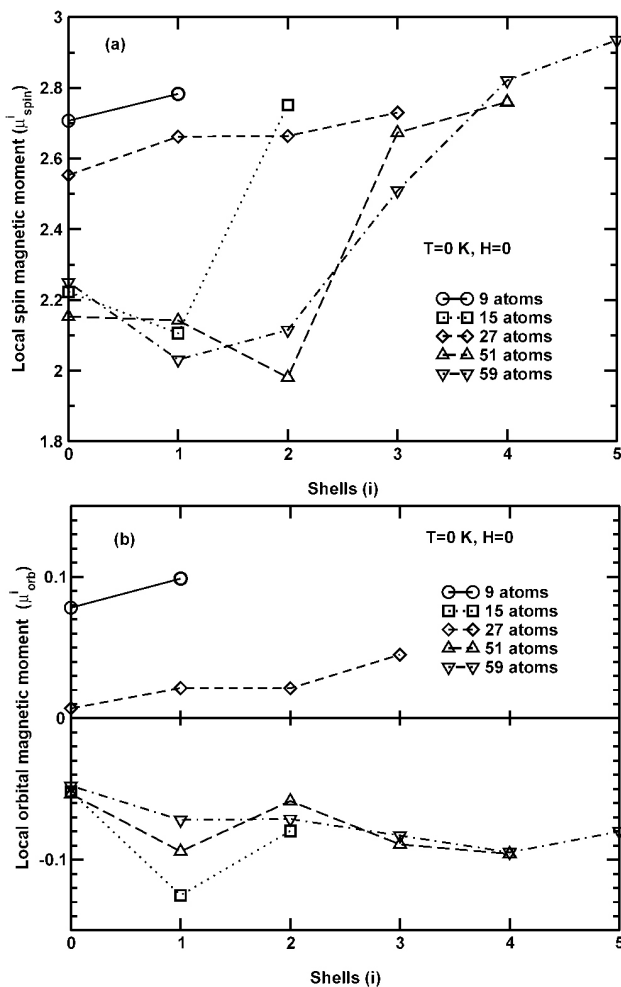 (a)
Local spin magnetic moment (μⁱspin)
3
2.8
2.6
2.4
2.2
2
1.8
T=0 K, H=0
9 atoms
15 atoms
27 atoms
51 atoms
59 atoms
0 1 2 3 4 5
Shells (i)
(b)
Local orbital magnetic moment (μⁱorb)
0.1
0
-0.1
T=0 K, H=0
9 atoms
15 atoms
27 atoms
51 atoms
59 atoms
0 1 2 3 4 5
Shells (i)